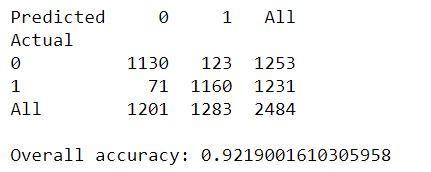 Predicted 0 1 All
Actual
0 1130 123 1253
1 71 1160 1231
All 1201 1283 2484
Overall accuracy: 0.9219001610305958